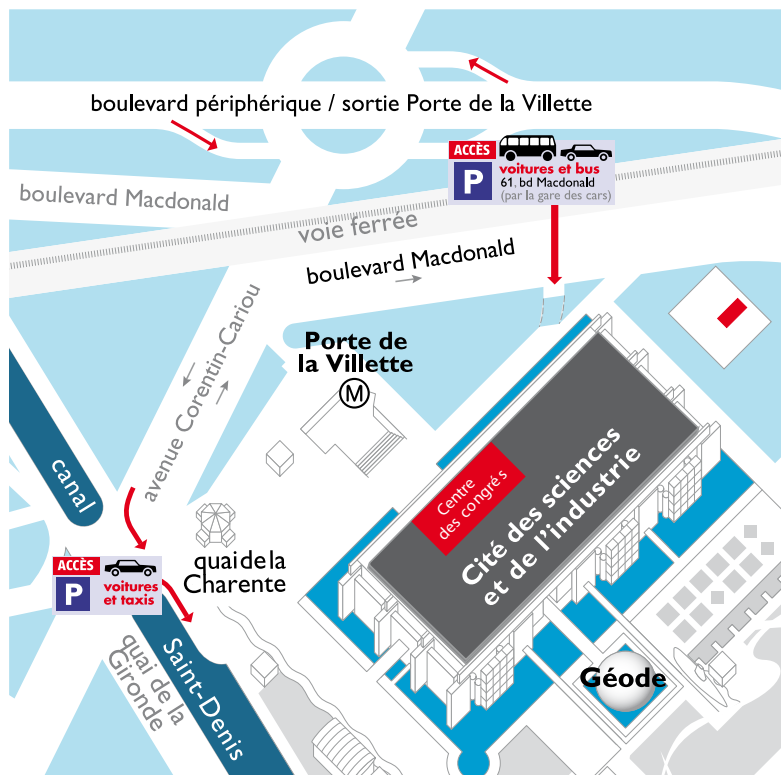 boulevard périphérique / sortie Porte de la Villette
ACCÈS
P
voitures et bus
61, bd Macdonald
(par la gare des cars)
boulevard Macdonald
voie ferrée
boulevard Macdonald
avenue Corentin-Cariou
Porte de
la Villette
M
canal
Centre
des congrés
Cité des sciences
et de l'industrie
ACCÈS
P
voitures
et taxis
quai de la
Charente
quai de la
Gironde
Saint-Denis
Géode